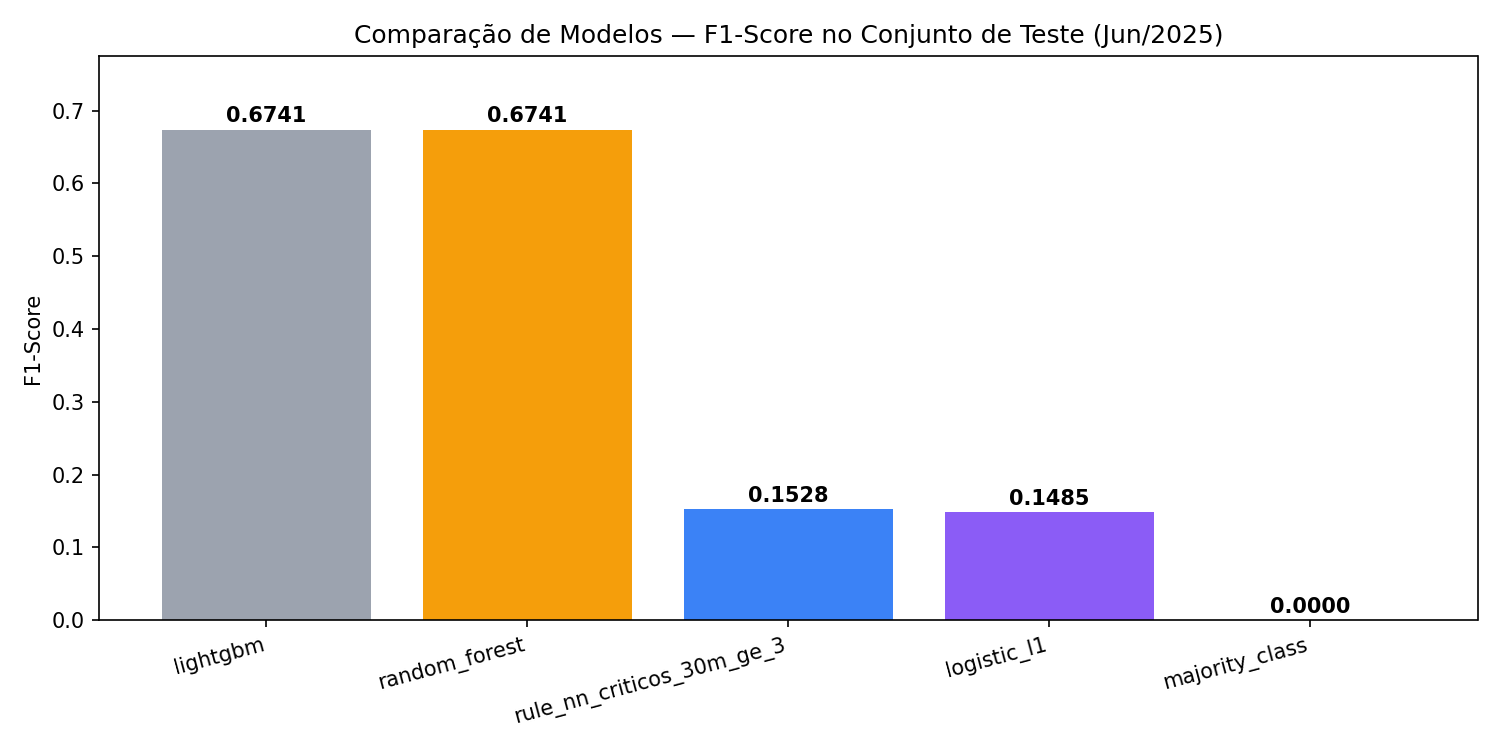 Comparação de Modelos — F1-Score no Conjunto de Teste (Jun/2025)
F1-Score
0.7
0.6
0.5
0.4
0.3
0.2
0.1
0.0
0.6741
0.6741
0.1528
0.1485
0.0000
lightgbm
random_forest
rule_nn_criticos_30m_ge_3
logistic_l1
majority_class